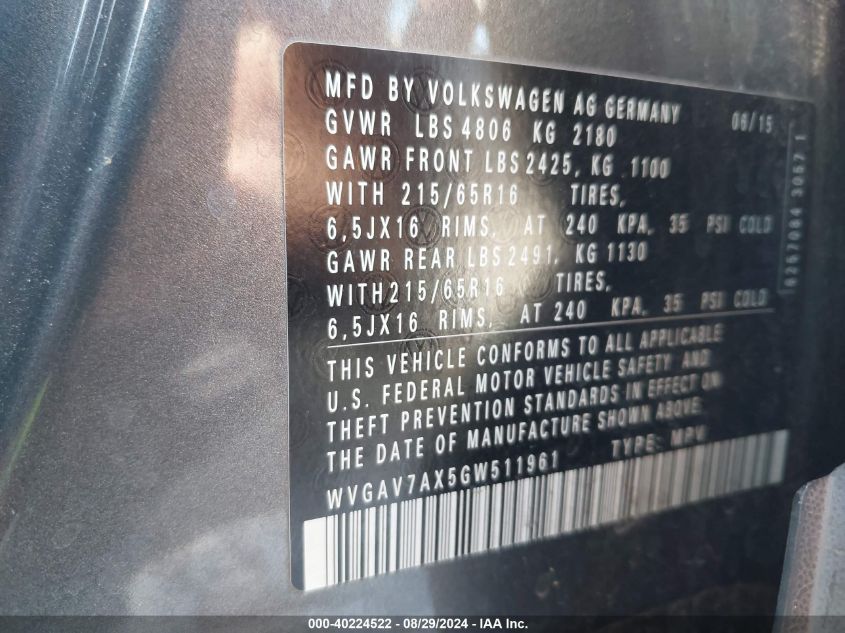 MFD BY VOLKSWAGEN AG GERMANY 06/15
GVWR LBS 4806 KG 2180
GAWR FRONT LBS 2425, KG 1100
WITH 215/65R16 TIRES,
6,5JX16 RIMS, AT 240 KPA, 35 PSI COLD
GAWR REAR LBS 2491, KG 1130
WITH 215/65R16 TIRES,
6,5JX16 RIMS, AT 240 KPA, 35 PSI COLD
THIS VEHICLE CONFORMS TO ALL APPLICABLE
U.S. FEDERAL MOTOR VEHICLE SAFETY AND
THEFT PREVENTION STANDARDS IN EFFECT ON
THE DATE OF MANUFACTURE SHOWN ABOVE.
WVGAV7AX5GW511961 TYPE: MPV
000-40224522 - 08/29/2024 - IAA Inc.